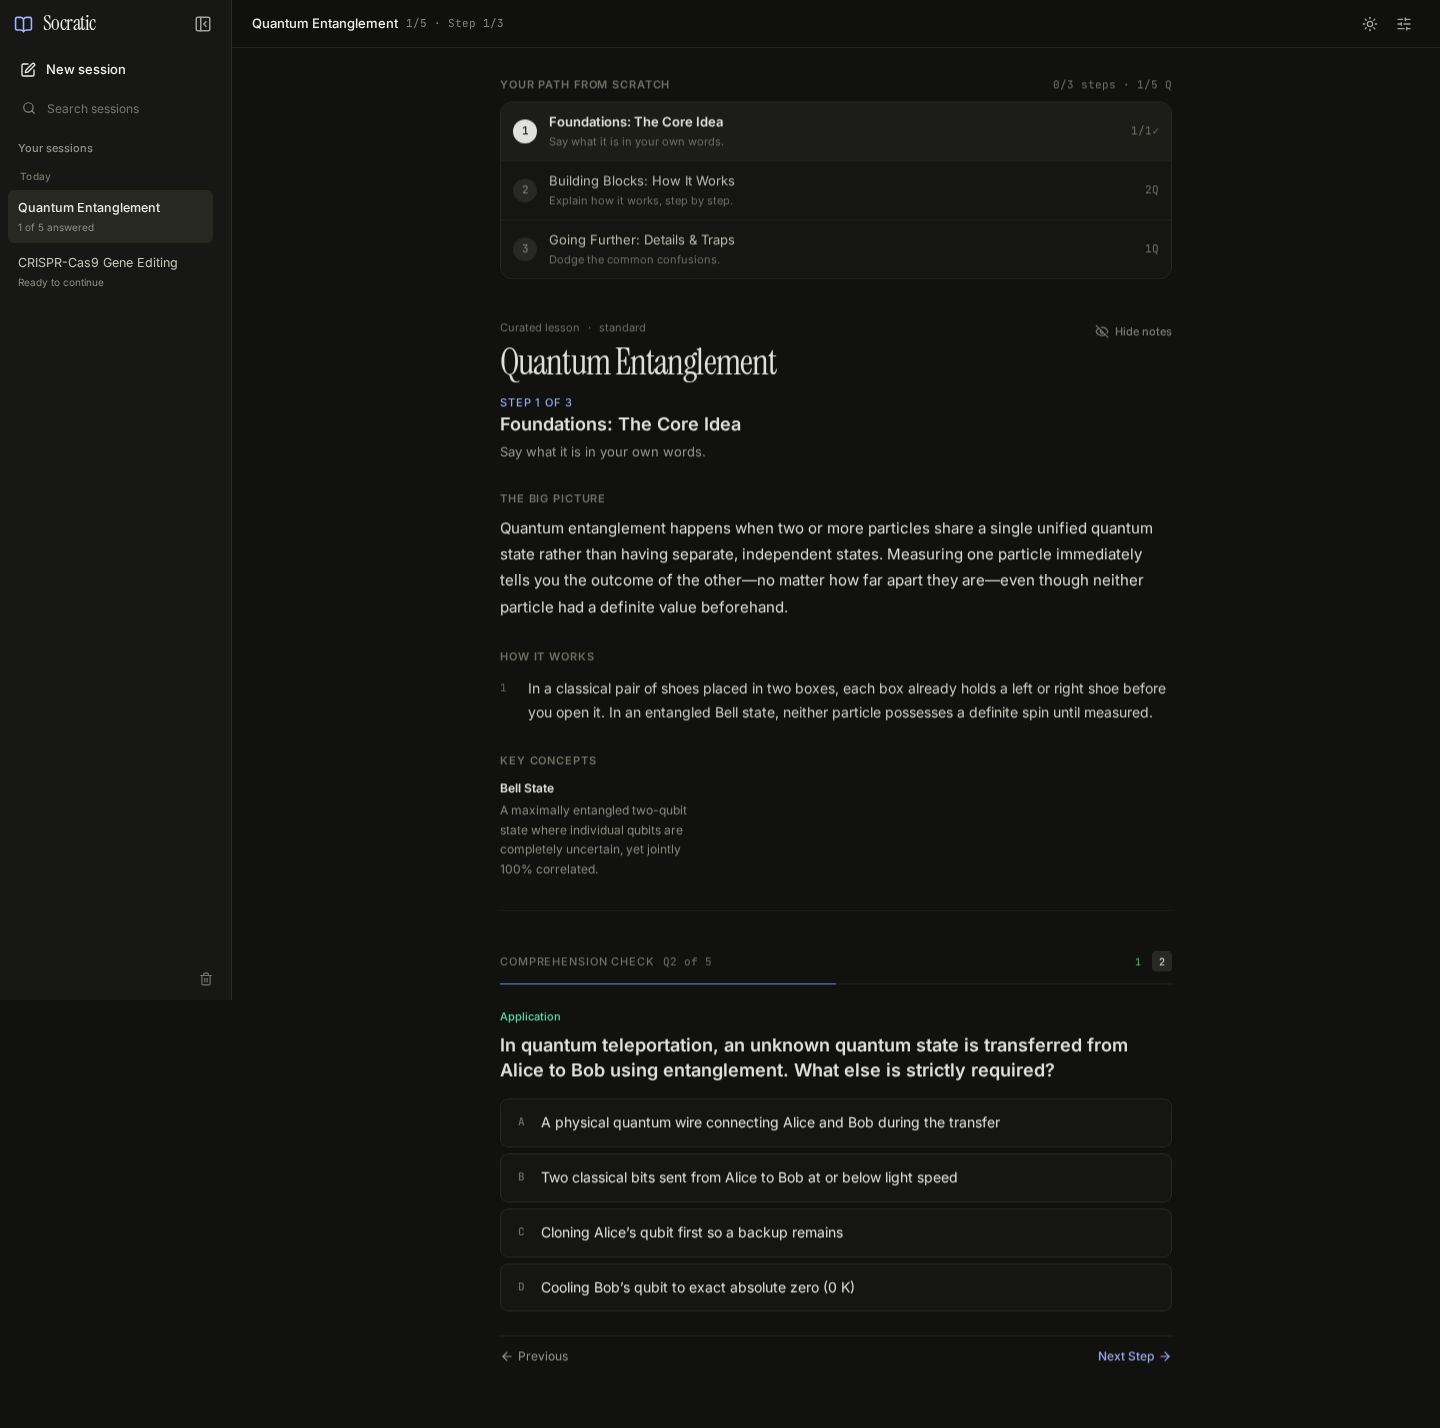 Socratic
New session
Search sessions
Your sessions
Today
Quantum Entanglement
1 of 5 answered
CRISPR-Cas9 Gene Editing
Ready to continue
Quantum Entanglement 1/5 · Step 1/3
YOUR PATH FROM SCRATCH 0/3 steps · 1/5 Q
1 Foundations: The Core Idea 1/1✓
Say what it is in your own words.
2 Building Blocks: How It Works 2Q
Explain how it works, step by step.
3 Going Further: Details & Traps 1Q
Dodge the common confusions.
Curated lesson · standard Hide notes
Quantum Entanglement
STEP 1 OF 3
Foundations: The Core Idea
Say what it is in your own words.
THE BIG PICTURE
Quantum entanglement happens when two or more particles share a single unified quantum
state rather than having separate, independent states. Measuring one particle immediately
tells you the outcome of the other—no matter how far apart they are—even though neither
particle had a definite value beforehand.
HOW IT WORKS
1 In a classical pair of shoes placed in two boxes, each box already holds a left or right shoe before
you open it. In an entangled Bell state, neither particle possesses a definite spin until measured.
KEY CONCEPTS
Bell State
A maximally entangled two-qubit
state where individual qubits are
completely uncertain, yet jointly
100% correlated.
COMPREHENSION CHECK Q2 of 5 1 2
Application
In quantum teleportation, an unknown quantum state is transferred from
Alice to Bob using entanglement. What else is strictly required?
A A physical quantum wire connecting Alice and Bob during the transfer
B Two classical bits sent from Alice to Bob at or below light speed
C Cloning Alice’s qubit first so a backup remains
D Cooling Bob’s qubit to exact absolute zero (0 K)
← Previous Next Step →